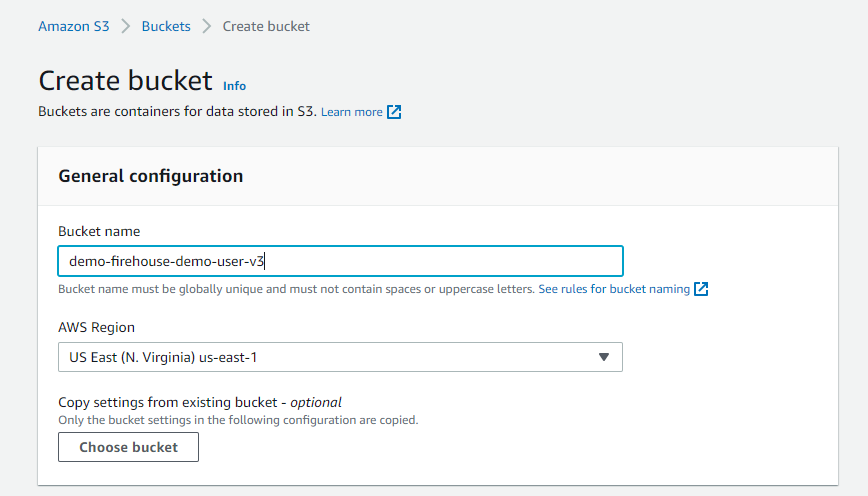 Amazon S3 > Buckets > Create bucket
Create bucket Info
Buckets are containers for data stored in S3. Learn more
General configuration
Bucket name
demo-firehouse-demo-user-v3
Bucket name must be globally unique and must not contain spaces or uppercase letters. See rules for bucket naming
AWS Region
US East (N. Virginia) us-east-1
Copy settings from existing bucket - optional
Only the bucket settings in the following configuration are copied.
Choose bucket